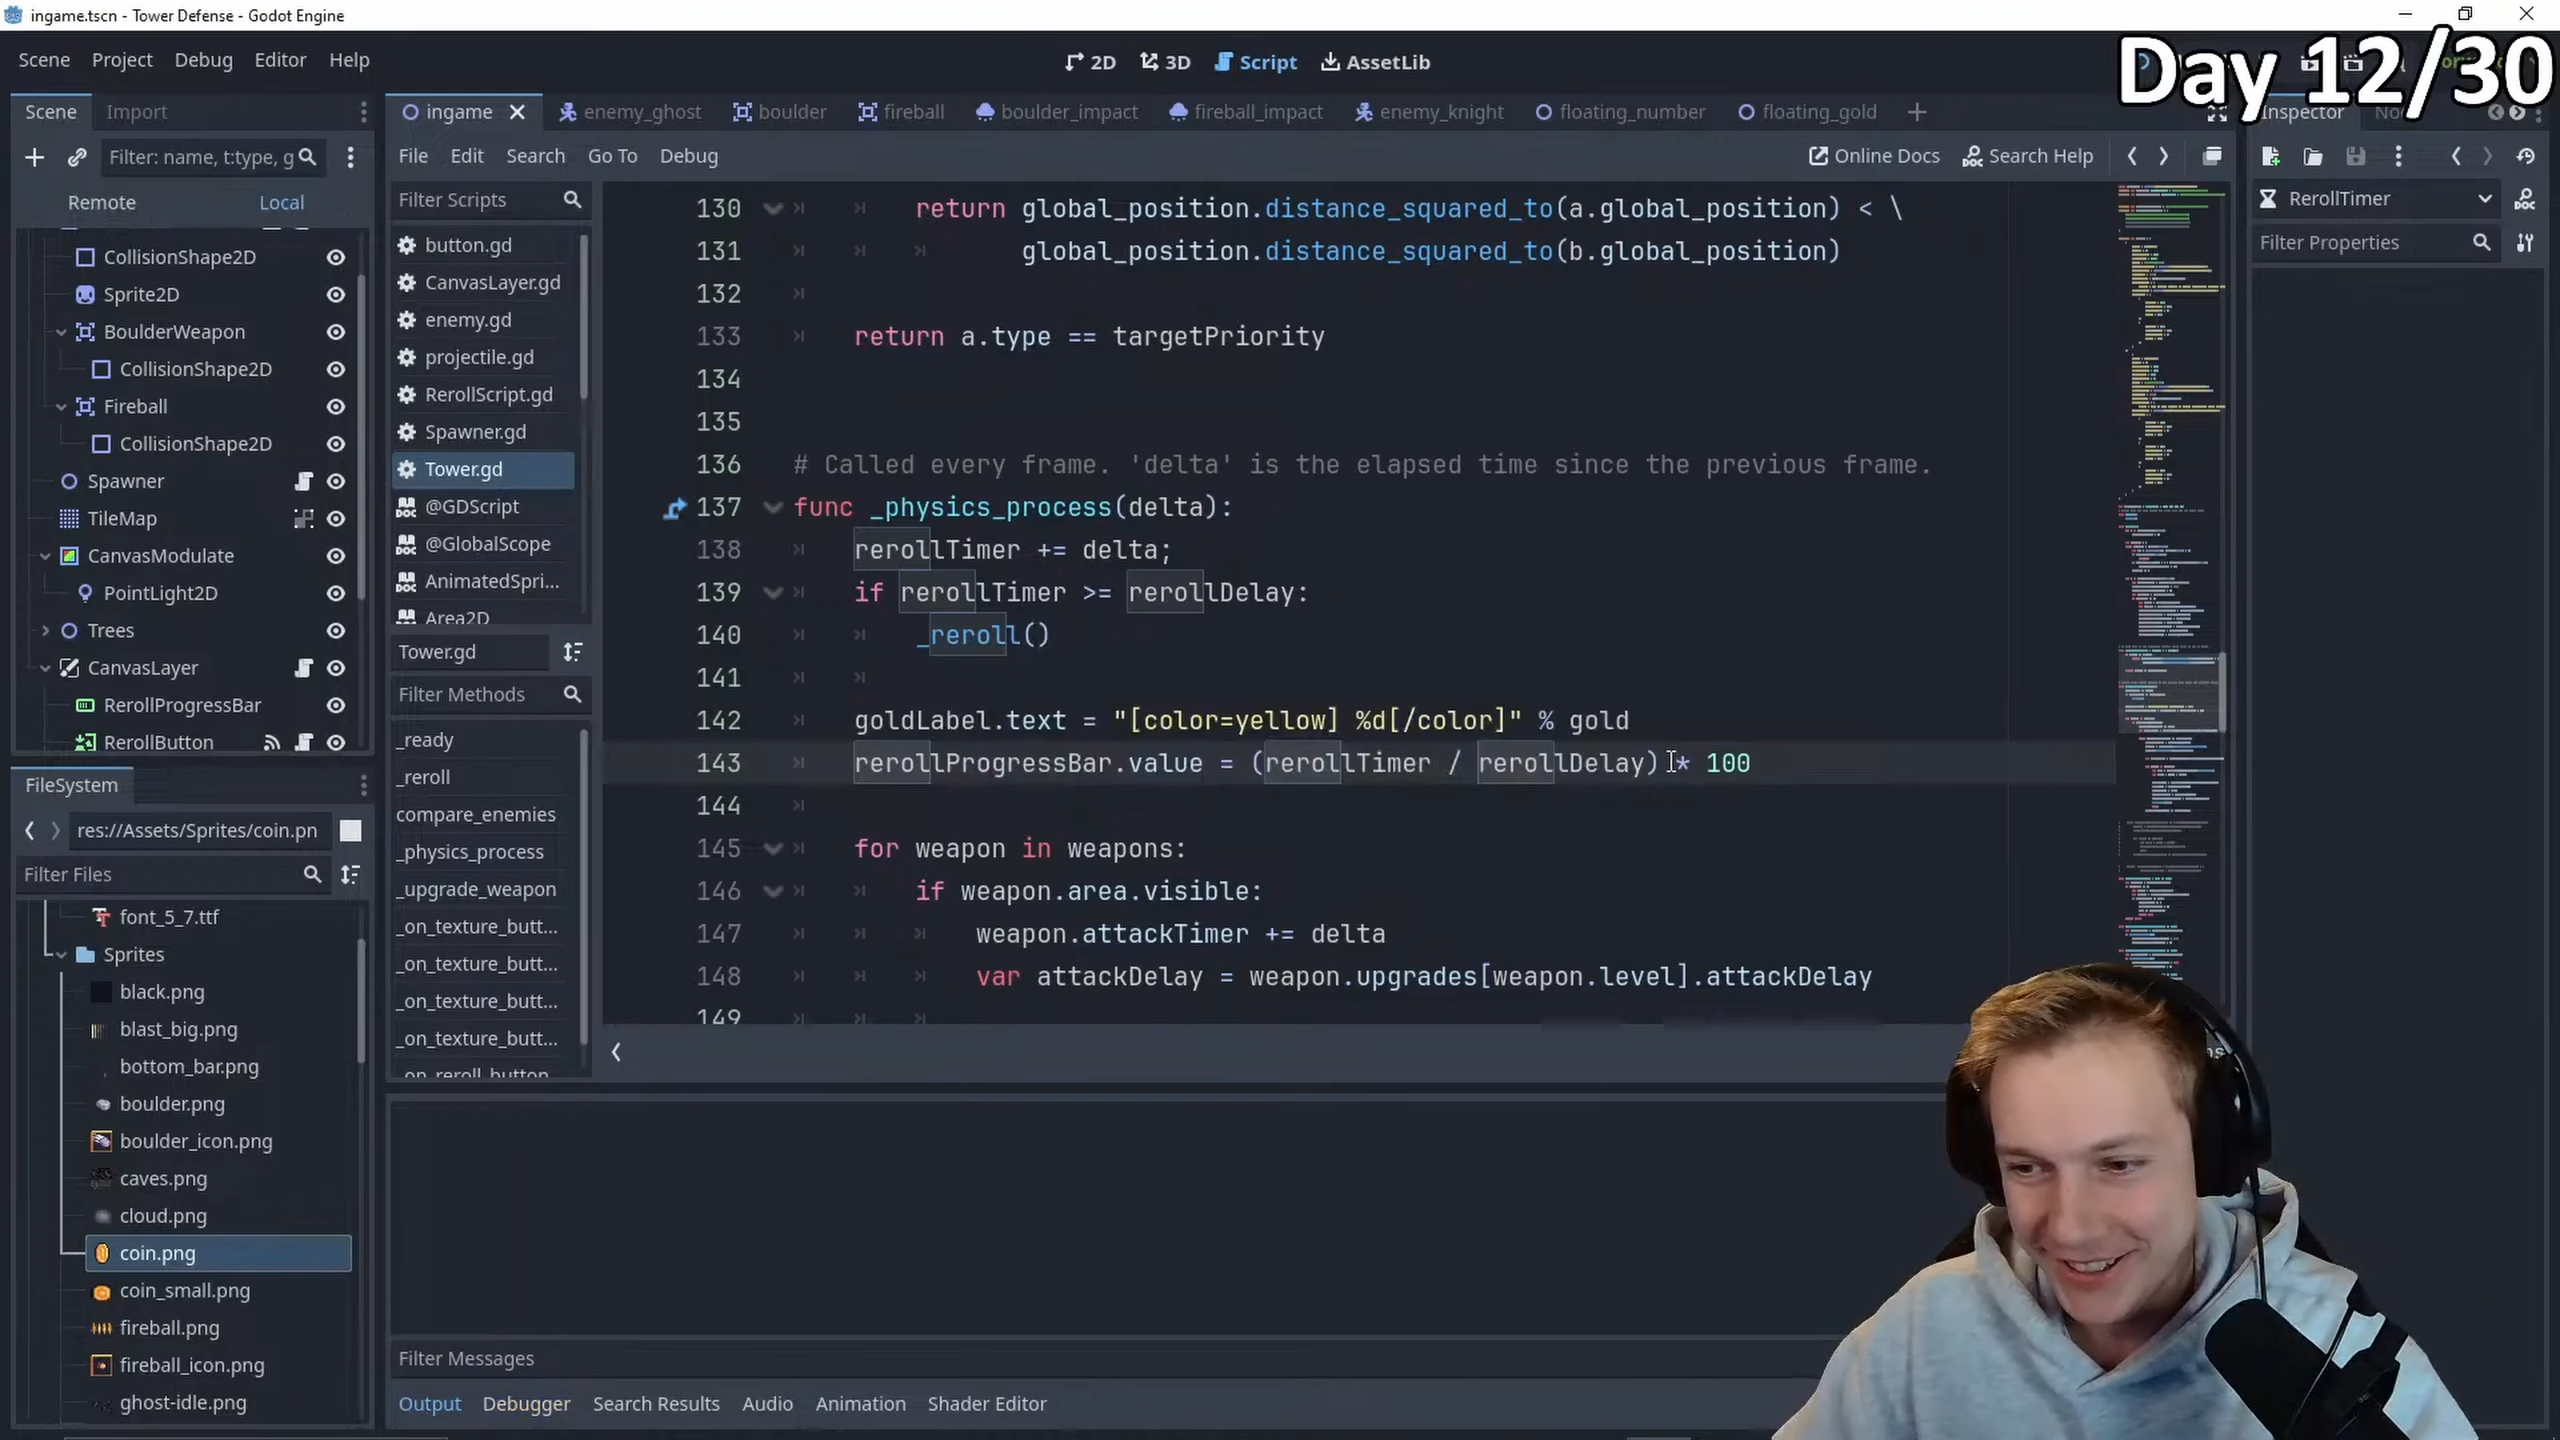 ingame.tscn - Tower Defense - Godot Engine
Day 12/30
Scene Project Debug Editor Help
2D 3D Script AssetLib
Scene Import
ingame enemy_ghost boulder fireball boulder_impact fireball_impact enemy_knight floating_number floating_gold
Inspector
Filter: name, t:type, g
File Edit Search Go To Debug
Online Docs Search Help
Remote Local
Filter Scripts
RerollTimer
Filter Properties
CollisionShape2D
Sprite2D
BoulderWeapon
CollisionShape2D
Fireball
CollisionShape2D
Spawner
TileMap
CanvasModulate
PointLight2D
Trees
CanvasLayer
RerollProgressBar
RerollButton
button.gd
CanvasLayer.gd
enemy.gd
projectile.gd
RerollScript.gd
Spawner.gd
Tower.gd
@GDScript
@GlobalScope
AnimatedSpri...
Area2D
Tower.gd
Filter Methods
_ready
_reroll
compare_enemies
_physics_process
_upgrade_weapon
_on_texture_butt...
_on_texture_butt...
_on_texture_butt...
_on_texture_butt...
_on_reroll_button
130 return global_position.distance_squared_to(a.global_position) < \
131 global_position.distance_squared_to(b.global_position)
132
133 return a.type == targetPriority
134
135
136 # Called every frame. 'delta' is the elapsed time since the previous frame.
137 func _physics_process(delta):
138 rerollTimer += delta;
139 if rerollTimer >= rerollDelay:
140 _reroll()
141
142 goldLabel.text = "[color=yellow] %d[/color]" % gold
143 rerollProgressBar.value = (rerollTimer / rerollDelay) * 100
144
145 for weapon in weapons:
146 if weapon.area.visible:
147 weapon.attackTimer += delta
148 var attackDelay = weapon.upgrades[weapon.level].attackDelay
149
FileSystem
res://Assets/Sprites/coin.pn
Filter Files
font_5_7.ttf
Sprites
black.png
blast_big.png
bottom_bar.png
boulder.png
boulder_icon.png
caves.png
cloud.png
coin.png
coin_small.png
fireball.png
fireball_icon.png
ghost-idle.png
Filter Messages
Output Debugger Search Results Audio Animation Shader Editor